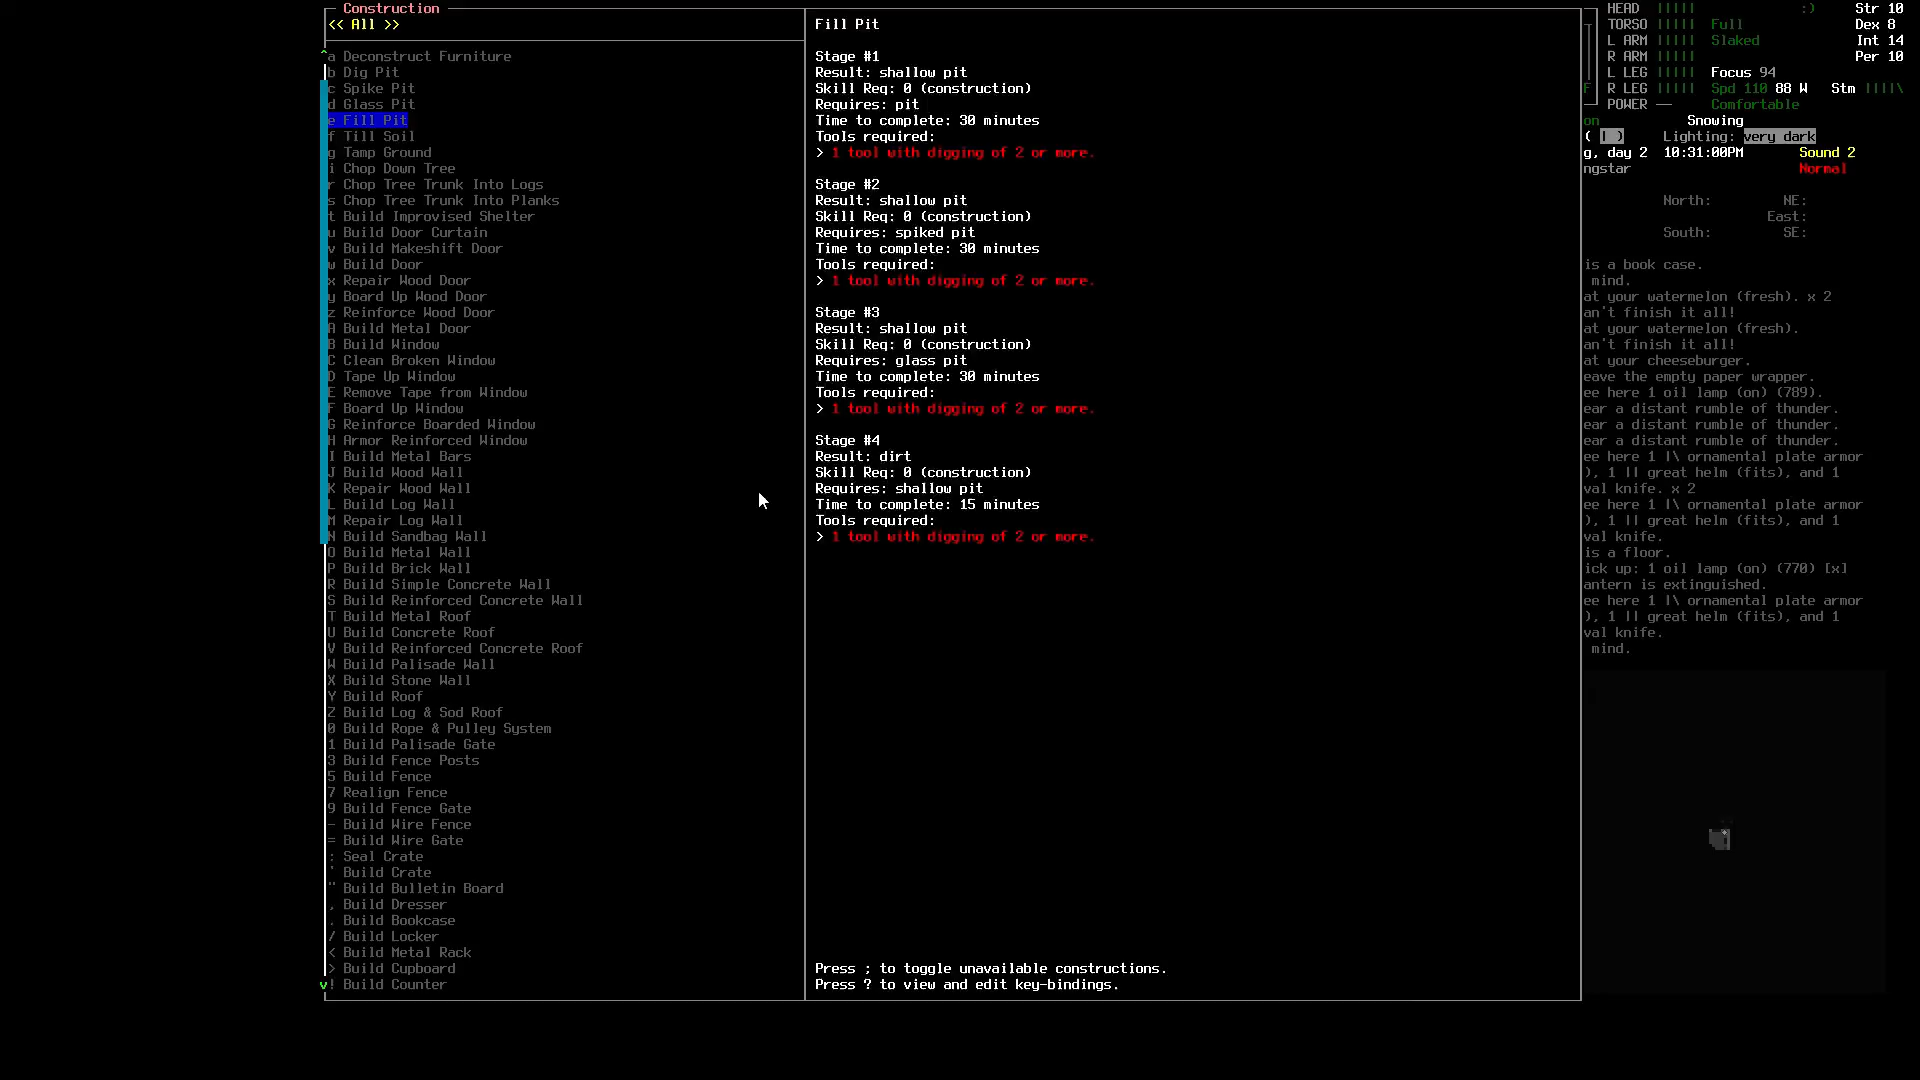 Construction
<< All >>
a Deconstruct Furniture
b Dig Pit
c Spike Pit
d Glass Pit
e Fill Pit
f Till Soil
g Tamp Ground
i Chop Down Tree
r Chop Tree Trunk Into Logs
s Chop Tree Trunk Into Planks
t Build Improvised Shelter
u Build Door Curtain
v Build Makeshift Door
w Build Door
x Repair Wood Door
y Board Up Wood Door
z Reinforce Wood Door
A Build Metal Door
B Build Window
C Clean Broken Window
D Tape Up Window
E Remove Tape from Window
F Board Up Window
G Reinforce Boarded Window
H Armor Reinforced Window
I Build Metal Bars
J Build Wood Wall
K Repair Wood Wall
L Build Log Wall
M Repair Log Wall
N Build Sandbag Wall
O Build Metal Wall
P Build Brick Wall
R Build Simple Concrete Wall
S Build Reinforced Concrete Wall
T Build Metal Roof
U Build Concrete Roof
V Build Reinforced Concrete Roof
W Build Palisade Wall
X Build Stone Wall
Y Build Roof
Z Build Log & Sod Roof
0 Build Rope & Pulley System
1 Build Palisade Gate
3 Build Fence Posts
5 Build Fence
7 Realign Fence
9 Build Fence Gate
- Build Wire Fence
= Build Wire Gate
: Seal Crate
' Build Crate
" Build Bulletin Board
, Build Dresser
. Build Bookcase
/ Build Locker
< Build Metal Rack
> Build Cupboard
v! Build Counter
Fill Pit
Stage #1
Result: shallow pit
Skill Req: 0 (construction)
Requires: pit
Time to complete: 30 minutes
Tools required:
> 1 tool with digging of 2 or more.
Stage #2
Result: shallow pit
Skill Req: 0 (construction)
Requires: spiked pit
Time to complete: 30 minutes
Tools required:
> 1 tool with digging of 2 or more.
Stage #3
Result: shallow pit
Skill Req: 0 (construction)
Requires: glass pit
Time to complete: 30 minutes
Tools required:
> 1 tool with digging of 2 or more.
Stage #4
Result: dirt
Skill Req: 0 (construction)
Requires: shallow pit
Time to complete: 15 minutes
Tools required:
> 1 tool with digging of 2 or more.
Press ; to toggle unavailable constructions.
Press ? to view and edit key-bindings.
HEAD ||||| :) Str 10
TORSO ||||| Full Dex 8
L ARM ||||| Slaked Int 14
R ARM ||||| Per 10
L LEG ||||| Focus 94
F R LEG ||||| Spd 110 88 W Stm ||||\
POWER -- Comfortable
on Snowing
( | ) Lighting: very dark
g, day 2 10:31:00PM Sound 2
ngstar Normal
North: NE:
East:
South: SE:
is a book case.
mind.
at your watermelon (fresh). x 2
an't finish it all!
at your watermelon (fresh).
an't finish it all!
at your cheeseburger.
eave the empty paper wrapper.
ee here 1 oil lamp (on) (789).
ear a distant rumble of thunder.
ear a distant rumble of thunder.
ear a distant rumble of thunder.
ee here 1 |\ ornamental plate armor
), 1 || great helm (fits), and 1
val knife. x 2
ee here 1 |\ ornamental plate armor
), 1 || great helm (fits), and 1
val knife.
is a floor.
ick up: 1 oil lamp (on) (770) [x]
antern is extinguished.
ee here 1 |\ ornamental plate armor
), 1 || great helm (fits), and 1
val knife.
mind.